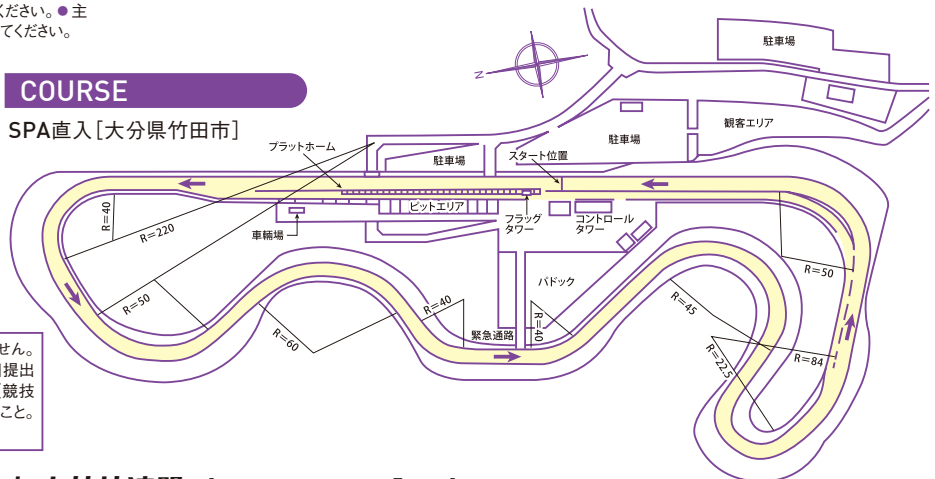 ください。●主
てください。
COURSE
SPA直入[大分県竹田市]
N
駐車場
観客エリア
駐車場
駐車場
プラットホーム
スタート位置
ピットエリア
フラッグ
タワー
コントロール
タワー
車輛場
パドック
緊急通路
R=40
R=220
R=50
R=60
R=40
R=40
R=45
R=22.5
R=84
R=50
せん。
提出
競技
こと。